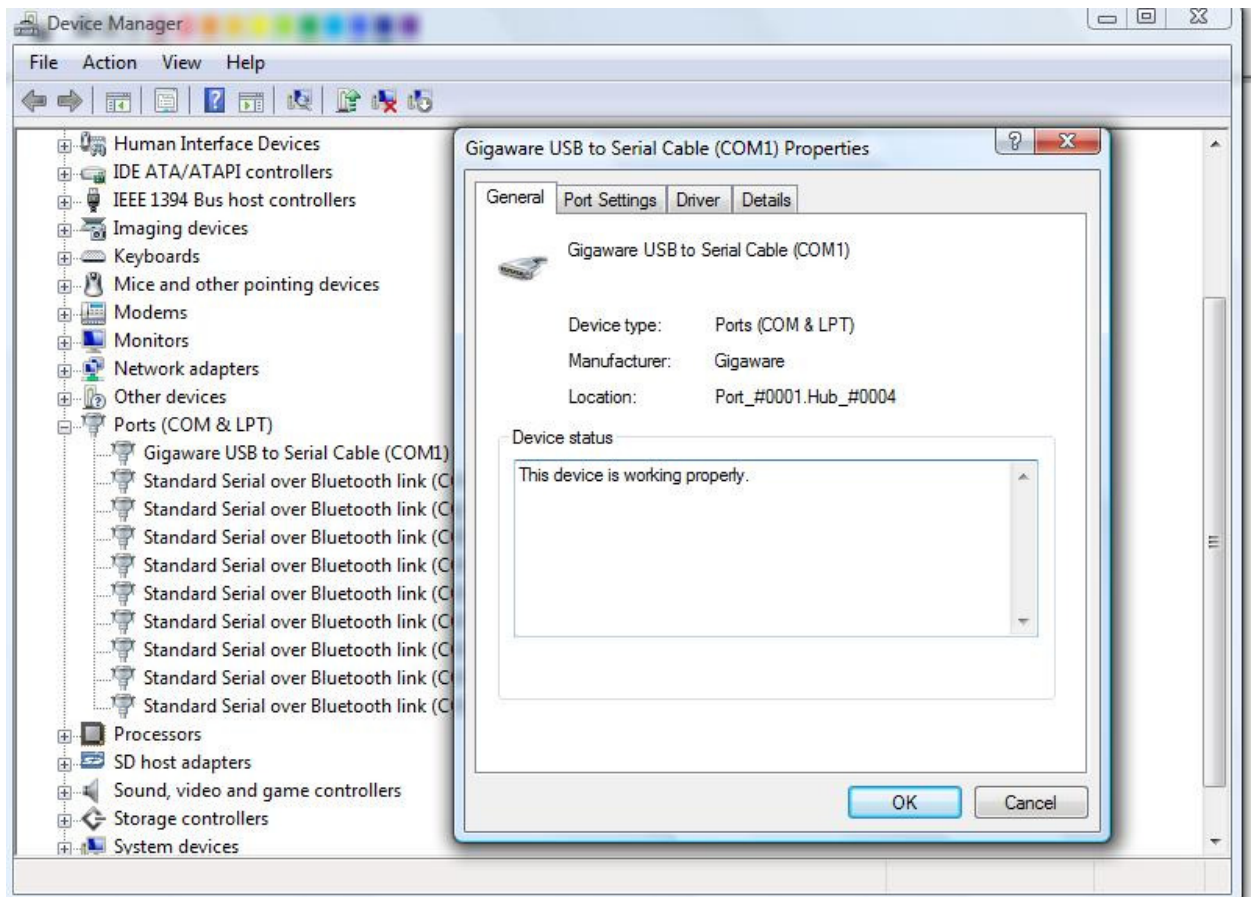 Device Manager
File Action View Help
Human Interface Devices
IDE ATA/ATAPI controllers
IEEE 1394 Bus host controllers
Imaging devices
Keyboards
Mice and other pointing devices
Modems
Monitors
Network adapters
Other devices
Ports (COM & LPT)
Gigaware USB to Serial Cable (COM1)
Standard Serial over Bluetooth link (C
Standard Serial over Bluetooth link (C
Standard Serial over Bluetooth link (C
Standard Serial over Bluetooth link (C
Standard Serial over Bluetooth link (C
Standard Serial over Bluetooth link (C
Standard Serial over Bluetooth link (C
Standard Serial over Bluetooth link (C
Standard Serial over Bluetooth link (C
Processors
SD host adapters
Sound, video and game controllers
Storage controllers
System devices
Gigaware USB to Serial Cable (COM1) Properties
General Port Settings Driver Details
Gigaware USB to Serial Cable (COM1)
Device type: Ports (COM & LPT)
Manufacturer: Gigaware
Location: Port_#0001.Hub_#0004
Device status
This device is working properly.
OK Cancel